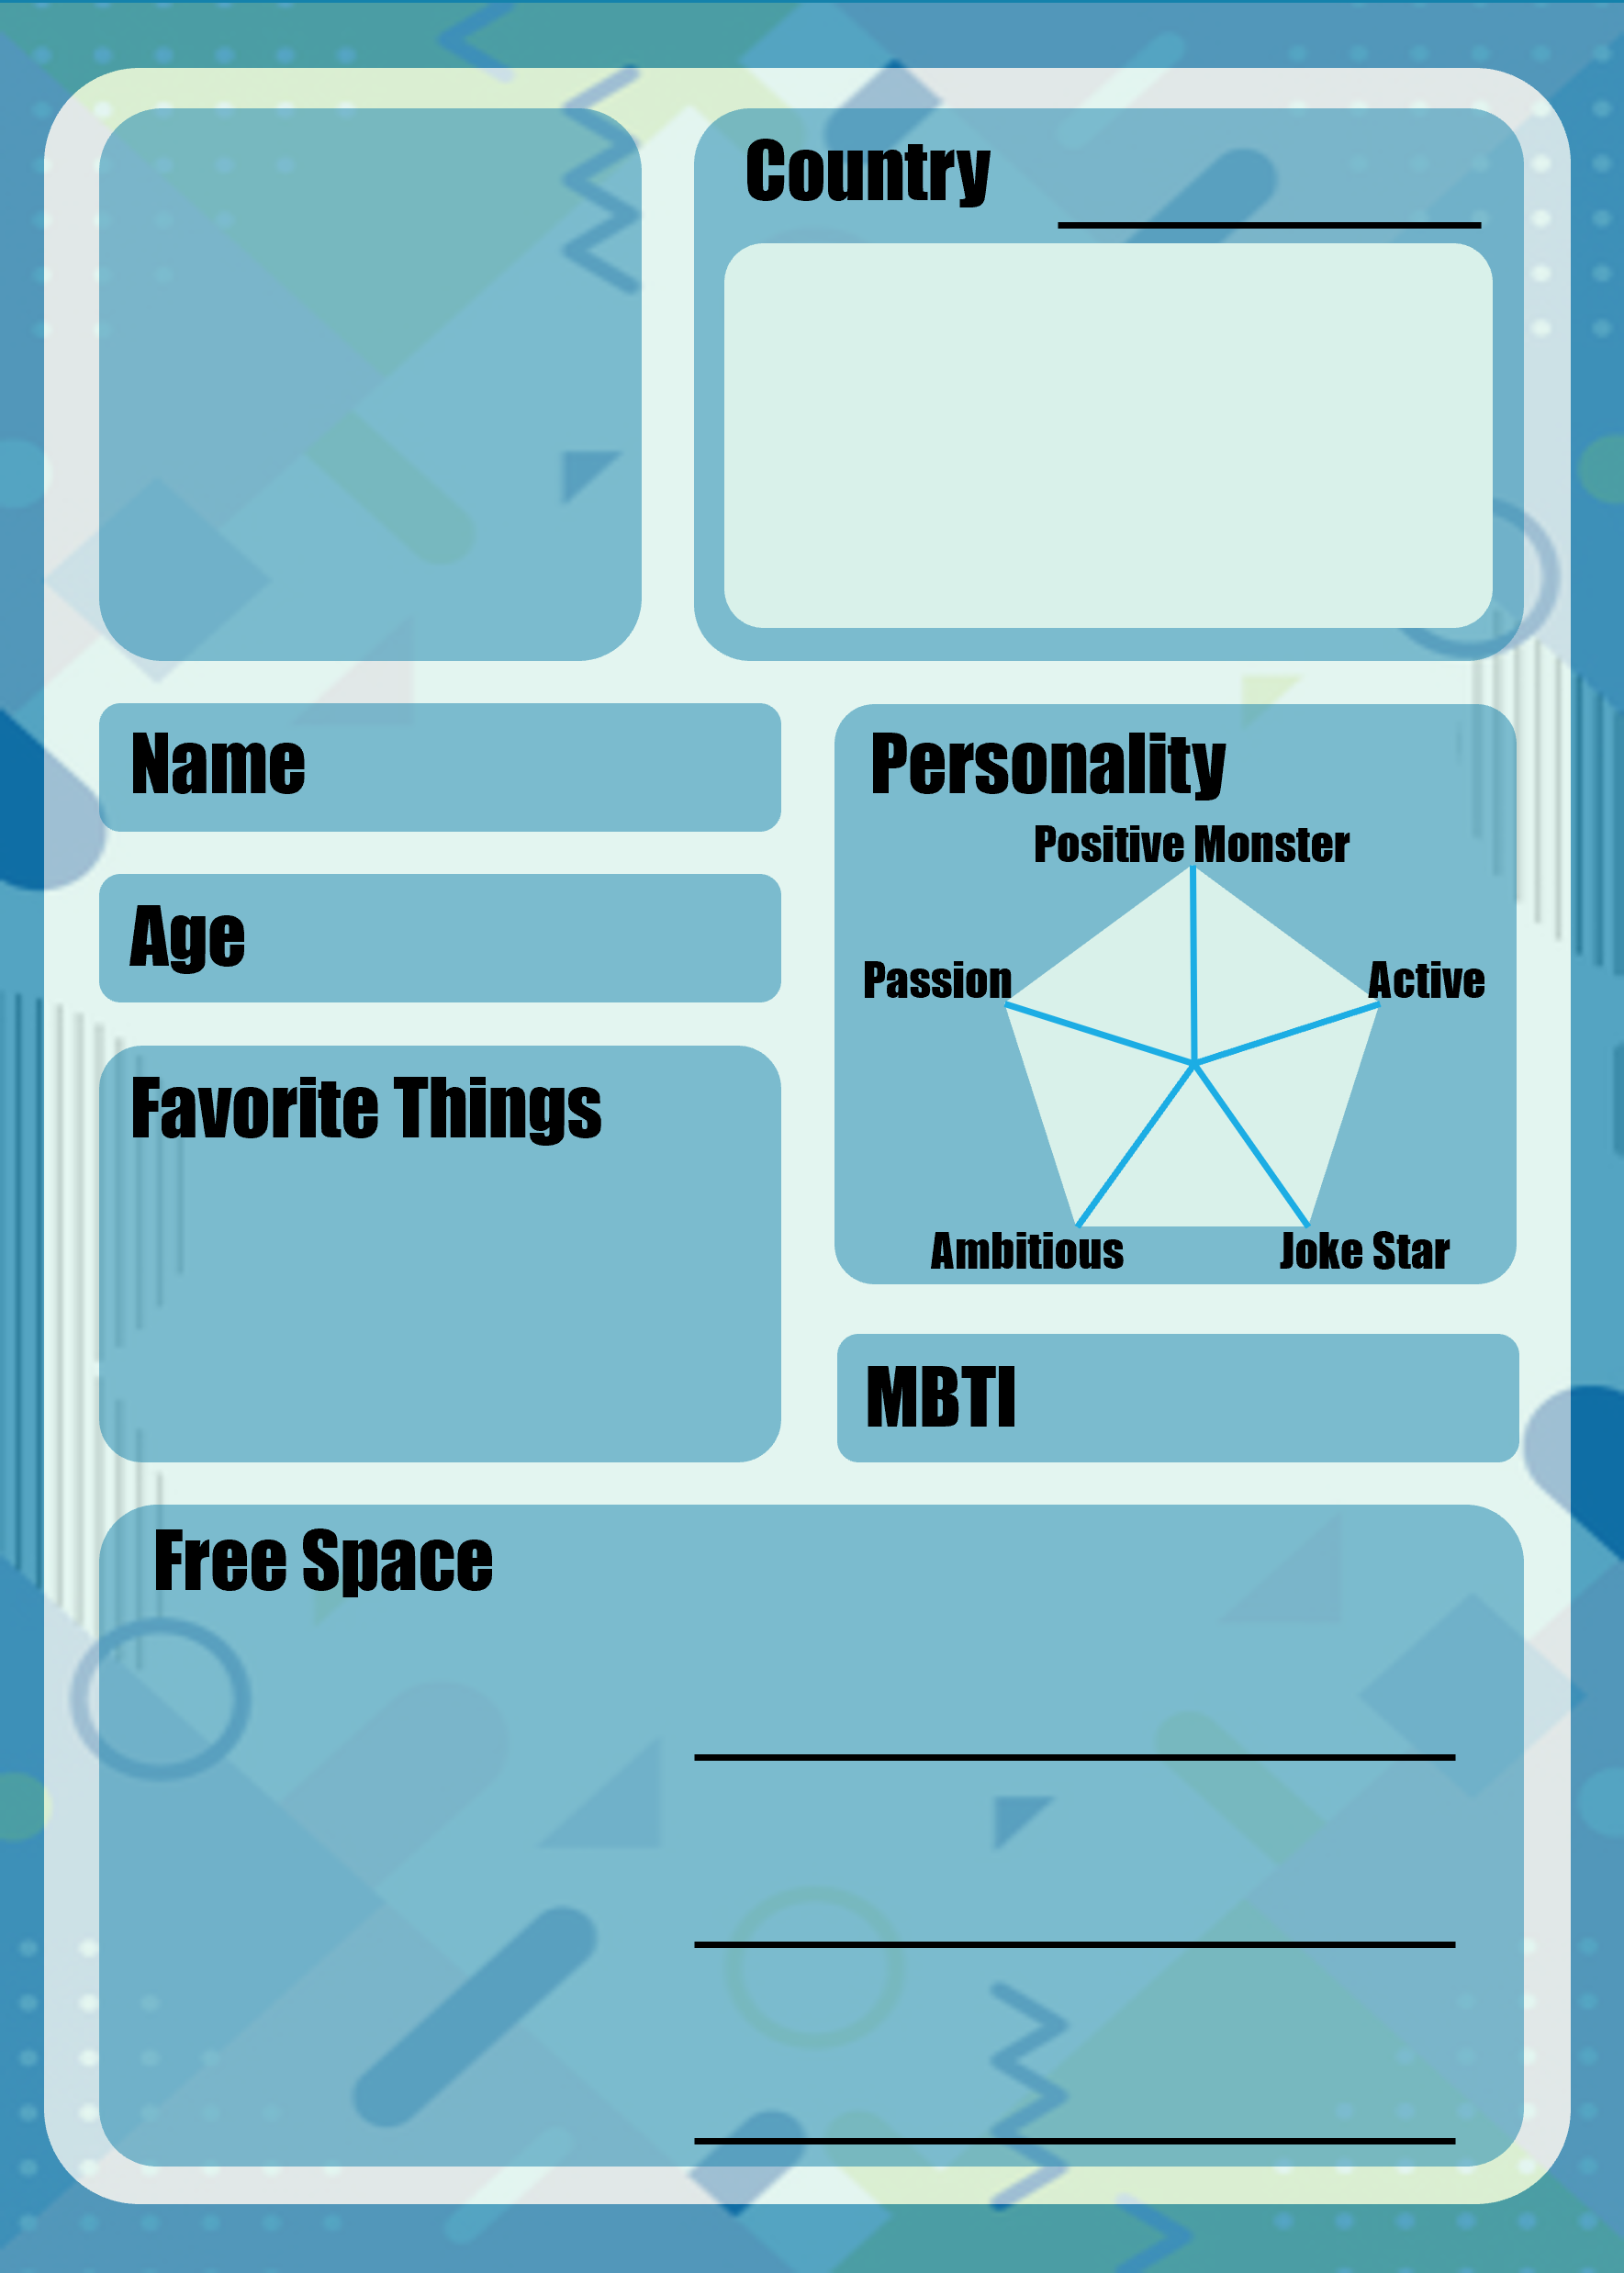 Country
Name
Age
Favorite Things
Personality
Positive Monster
Passion
Active
Ambitious
Joke Star
MBTI
Free Space